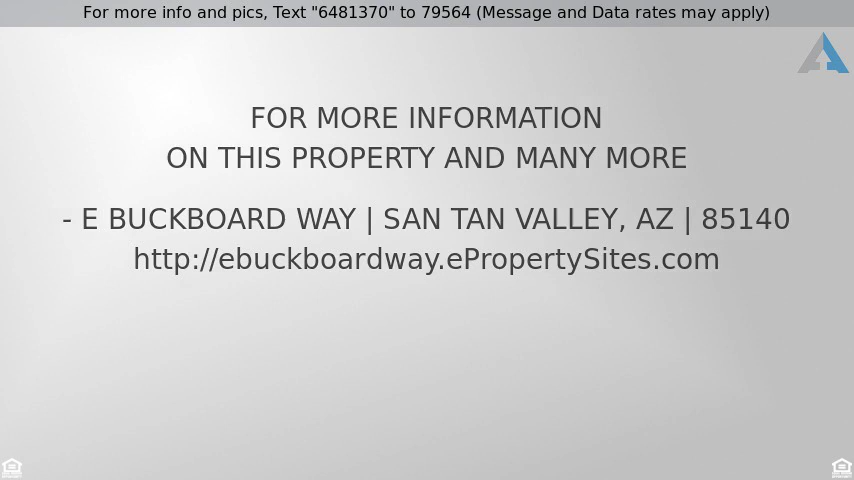 For more info and pics, Text "6481370" to 79564 (Message and Data rates may apply)
FOR MORE INFORMATION
ON THIS PROPERTY AND MANY MORE
- E BUCKBOARD WAY | SAN TAN VALLEY, AZ | 85140
http://ebuckboardway.ePropertySites.com